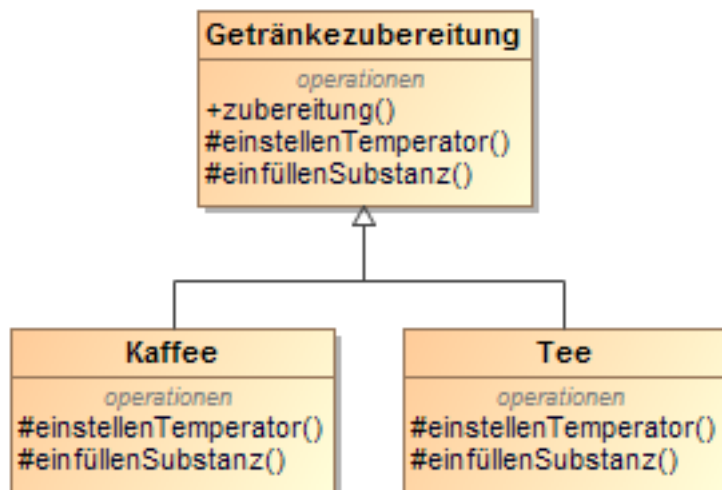 Getränkezubereitung
operationen
+zubereitung()
#einstellenTemperator()
#einfüllenSubstanz()
Kaffee
operationen
#einstellenTemperator()
#einfüllenSubstanz()
Tee
operationen
#einstellenTemperator()
#einfüllenSubstanz()